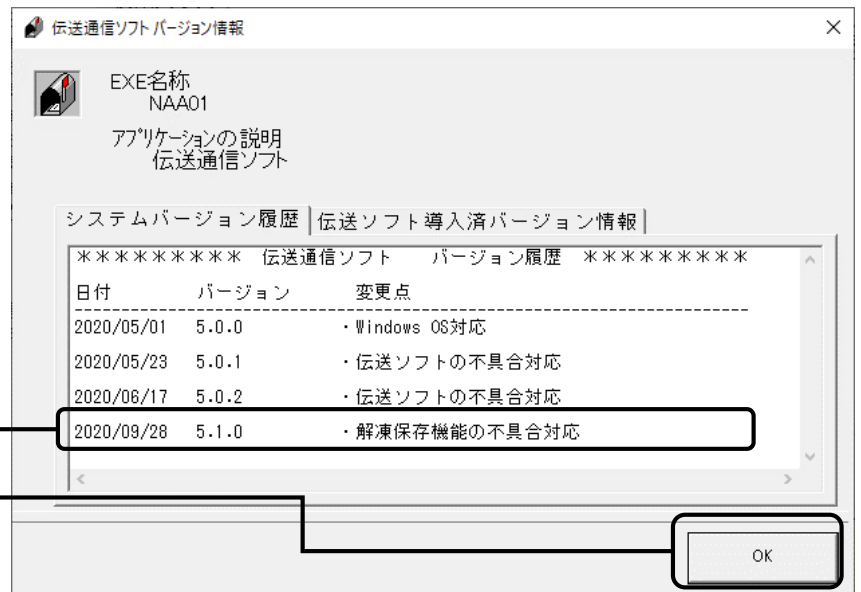 伝送通信ソフト バージョン情報
EXE名称
NAA01
アプリケーションの説明
伝送通信ソフト
システムバージョン履歴 伝送ソフト導入済バージョン情報
********* 伝送通信ソフト バージョン履歴 *********
日付 バージョン 変更点
2020/05/01 5.0.0 ・Windows OS対応
2020/05/23 5.0.1 ・伝送ソフトの不具合対応
2020/06/17 5.0.2 ・伝送ソフトの不具合対応
2020/09/28 5.1.0 ・解凍保存機能の不具合対応
OK